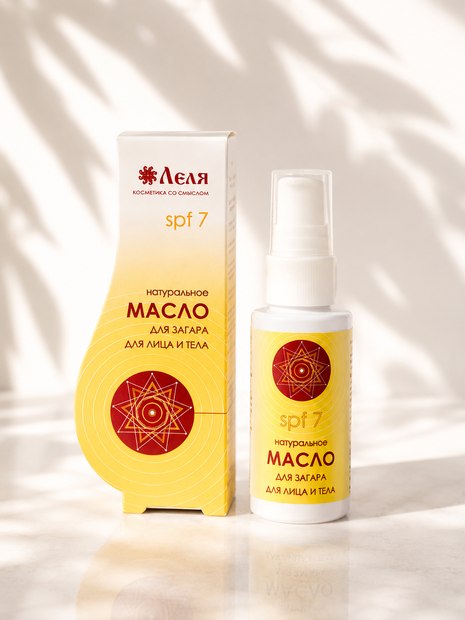 Леля
КОСМЕТИКА СО СМЫСЛОМ
spf 7
натуральное
МАСЛО
ДЛЯ ЗАГАРА
ДЛЯ ЛИЦА И ТЕЛА
spf 7
натуральное
МАСЛО
ДЛЯ ЗАГАРА
ДЛЯ ЛИЦА И ТЕЛА